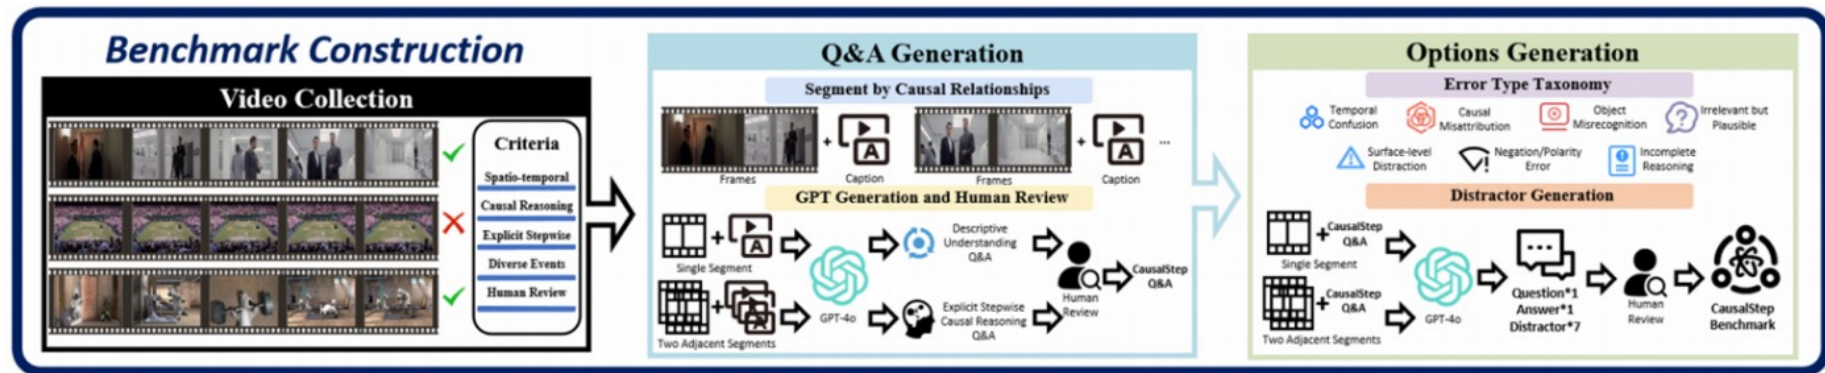 Benchmark Construction
Video Collection
Criteria
Spatio-temporal
Causal Reasoning
Explicit Stepwise
Diverse Events
Human Review
Q&A Generation
Segment by Causal Relationships
+
A
+
A
...
Frames
Caption
Frames
Caption
GPT Generation and Human Review
+
A
Single Segment
+
A
Two Adjacent Segments
GPT-4o
Descriptive
Understanding
Q&A
Explicit Stepwise
Causal Reasoning
Q&A
Human
Review
CausalStep
Q&A
Options Generation
Error Type Taxonomy
Temporal
Confusion
Causal
Misattribution
Object
Misrecognition
Irrelevant but
Plausible
Surface-level
Distraction
Negation/Polarity
Error
Incomplete
Reasoning
Distractor Generation
+CausalStep
Q&A
Single Segment
+CausalStep
Q&A
Two Adjacent Segments
GPT-4o
Question*1
Answer*1
Distractor*7
Human
Review
CausalStep
Benchmark